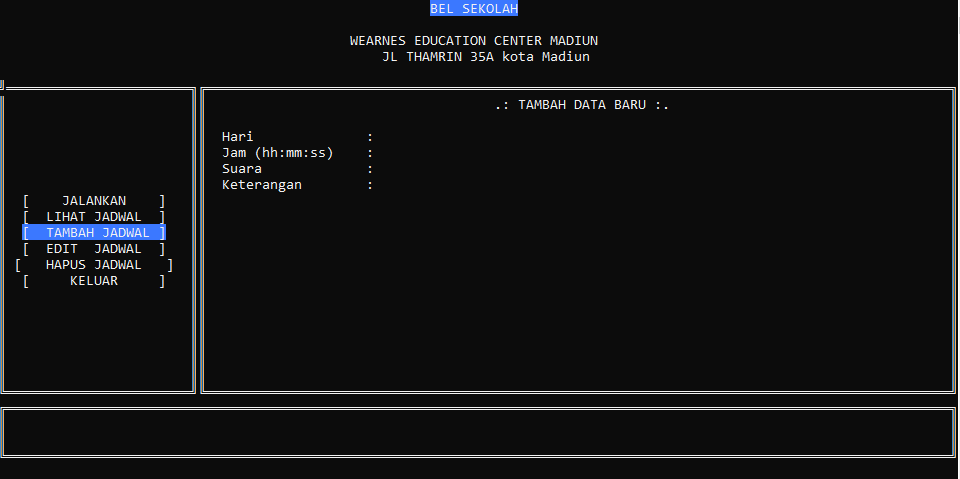 BEL SEKOLAH
WEARNES EDUCATION CENTER MADIUN
JL THAMRIN 35A kota Madiun
[ JALANKAN ]
[ LIHAT JADWAL ]
[ TAMBAH JADWAL ]
[ EDIT JADWAL ]
[ HAPUS JADWAL ]
[ KELUAR ]
.: TAMBAH DATA BARU :.
Hari :
Jam (hh:mm:ss) :
Suara :
Keterangan :